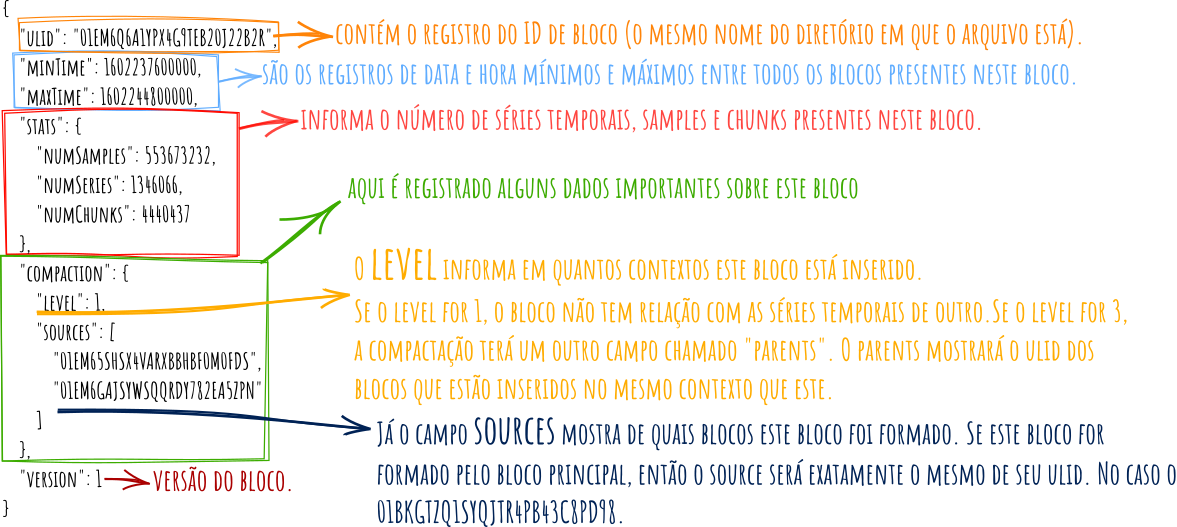 {
"ulid": "01EM6Q6A1YPX4G9TEB20J22B2R",
CONTÉM O REGISTRO DO ID DE BLOCO (O MESMO NOME DO DIRETÓRIO EM QUE O ARQUIVO ESTÁ).
"minTime": 1602237600000,
"maxTime": 1602244800000,
SÃO OS REGISTROS DE DATA E HORA MÍNIMOS E MÁXIMOS ENTRE TODOS OS BLOCOS PRESENTES NESTE BLOCO.
"stats": {
INFORMA O NÚMERO DE SÉRIES TEMPORAIS, SAMPLES E CHUNKS PRESENTES NESTE BLOCO.
"numSamples": 553673232,
"numSeries": 1346066,
"numChunks": 4440437
},
AQUI É REGISTRADO ALGUNS DADOS IMPORTANTES SOBRE ESTE BLOCO
"compaction": {
"level": 1,
"sources": [
"01EM65SHSX4VARXBBHBF0M0FDS",
"01EM6GAJSYWSQQRDY782EA5ZPN"
]
},
O LEVEL INFORMA EM QUANTOS CONTEXTOS ESTE BLOCO ESTÁ INSERIDO.
SE O LEVEL FOR 1, O BLOCO NÃO TEM RELAÇÃO COM AS SÉRIES TEMPORAIS DE OUTRO.SE O LEVEL FOR 3,
A COMPACTAÇÃO TERÁ UM OUTRO CAMPO CHAMADO "PARENTS". O PARENTS MOSTRARÁ O ULID DOS
BLOCOS QUE ESTÃO INSERIDOS NO MESMO CONTEXTO QUE ESTE.
JÁ O CAMPO SOURCES MOSTRA DE QUAIS BLOCOS ESTE BLOCO FOI FORMADO. SE ESTE BLOCO FOR
FORMADO PELO BLOCO PRINCIPAL, ENTÃO O SOURCE SERÁ EXATAMENTE O MESMO DE SEU ULID. NO CASO O
01BKGTZQ1SYQJTR4PB43C8PD98.
"version": 1
VERSÃO DO BLOCO.
}